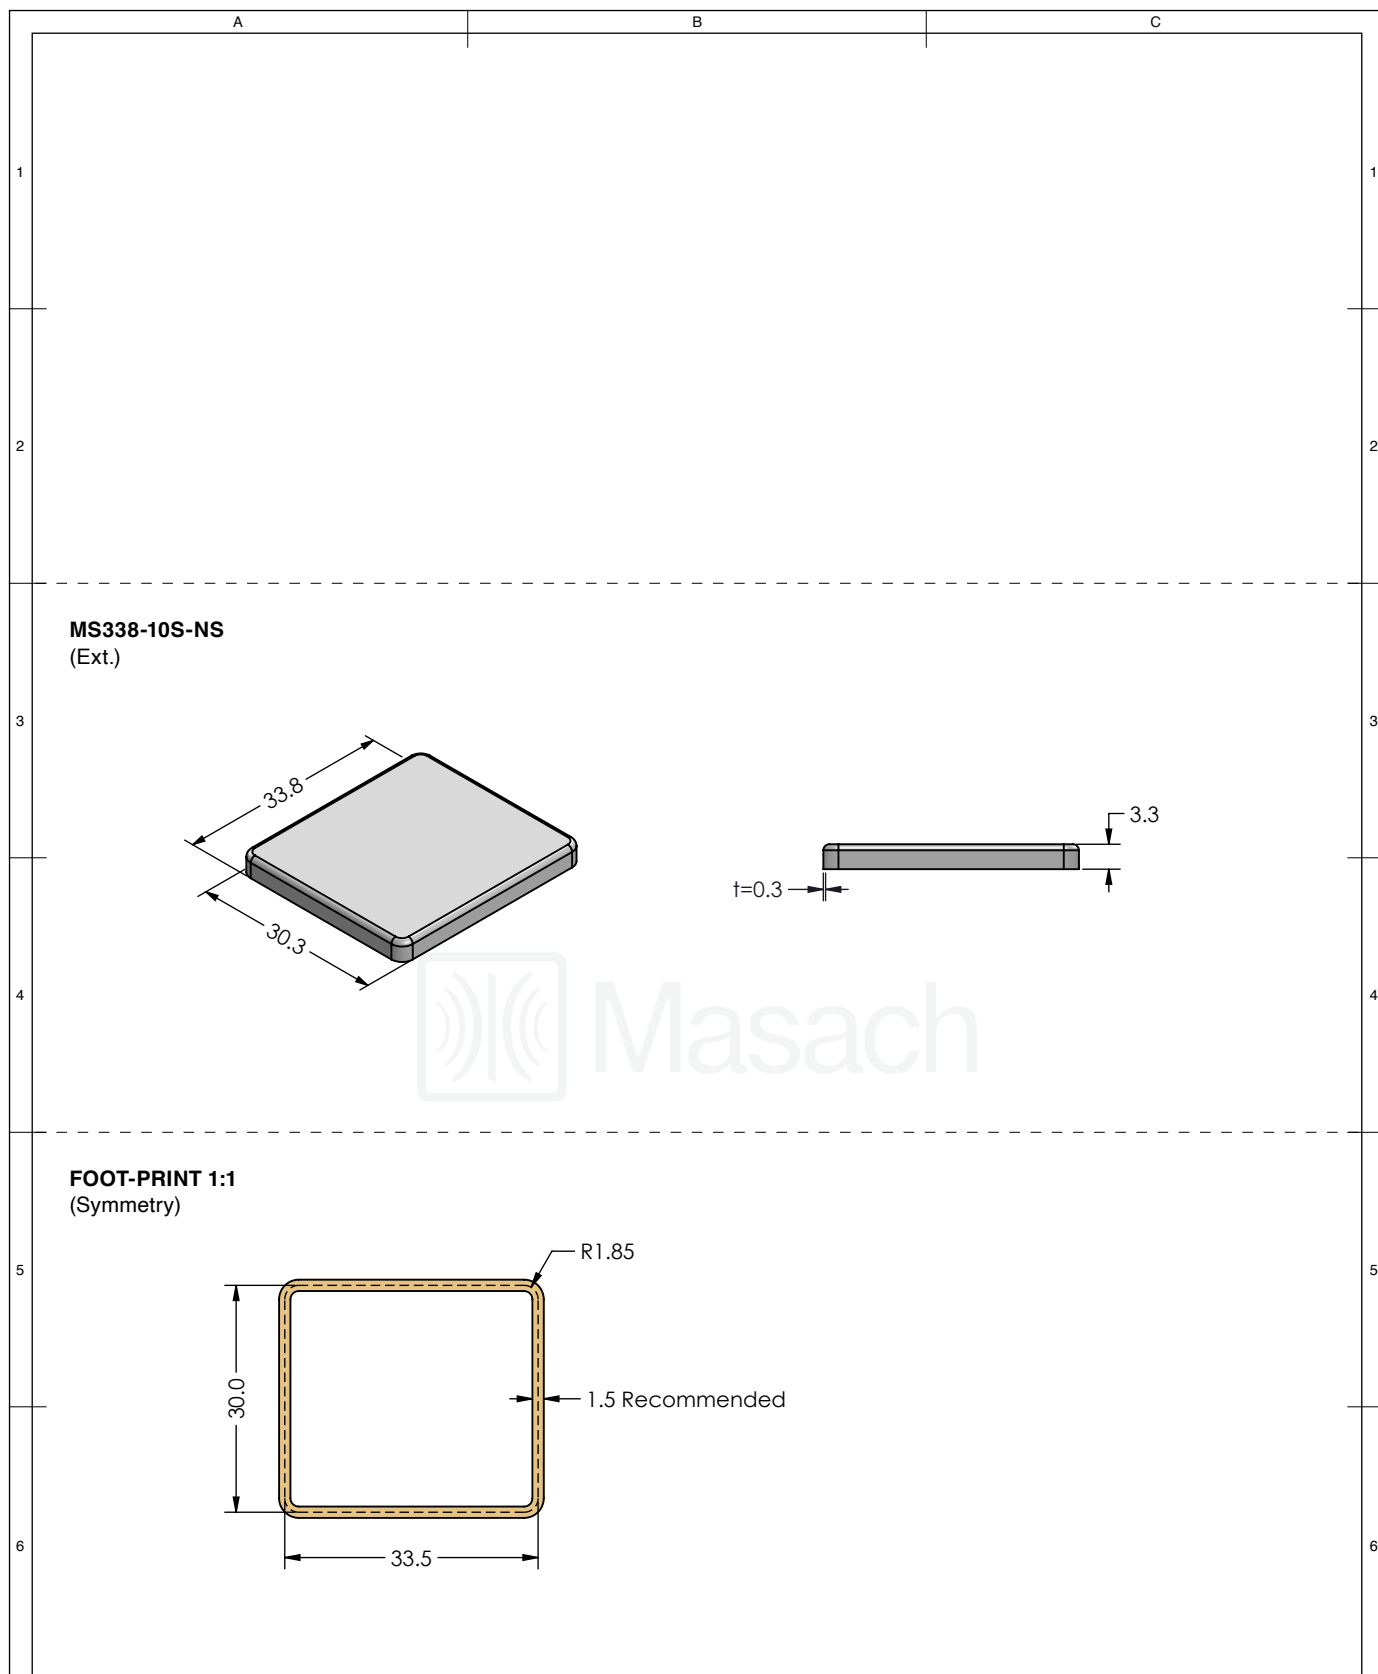 A B C
1 1
2 2
MS338-10S-NS
(Ext.)
3 3
33.8
3.3
t=0.3
30.3
4 4
Masach
FOOT-PRINT 1:1
(Symmetry)
R1.85
5 5
30.0
1.5 Recommended
6 6
33.5